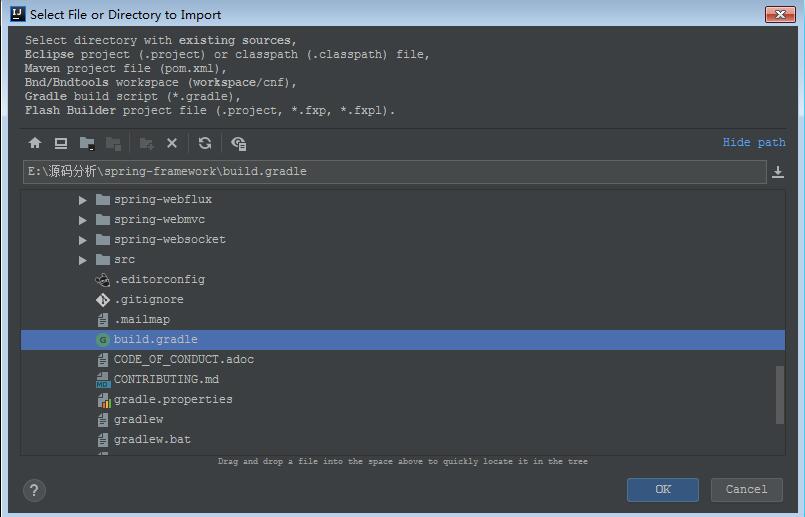 Select File or Directory to Import
Select directory with existing sources,
Eclipse project (.project) or classpath (.classpath) file,
Maven project file (pom.xml),
Bnd/Bndtools workspace (workspace/cnf),
Gradle build script (*.gradle),
Flash Builder project file (.project, *.fxp, *.fxpl).
Hide path
E:\源码分析\spring-framework\build.gradle
spring-webflux
spring-webmvc
spring-websocket
src
.editorconfig
.gitignore
.mailmap
build.gradle
CODE_OF_CONDUCT.adoc
CONTRIBUTING.md
gradle.properties
gradlew
gradlew.bat
Drag and drop a file into the space above to quickly locate it in the tree
? OK Cancel